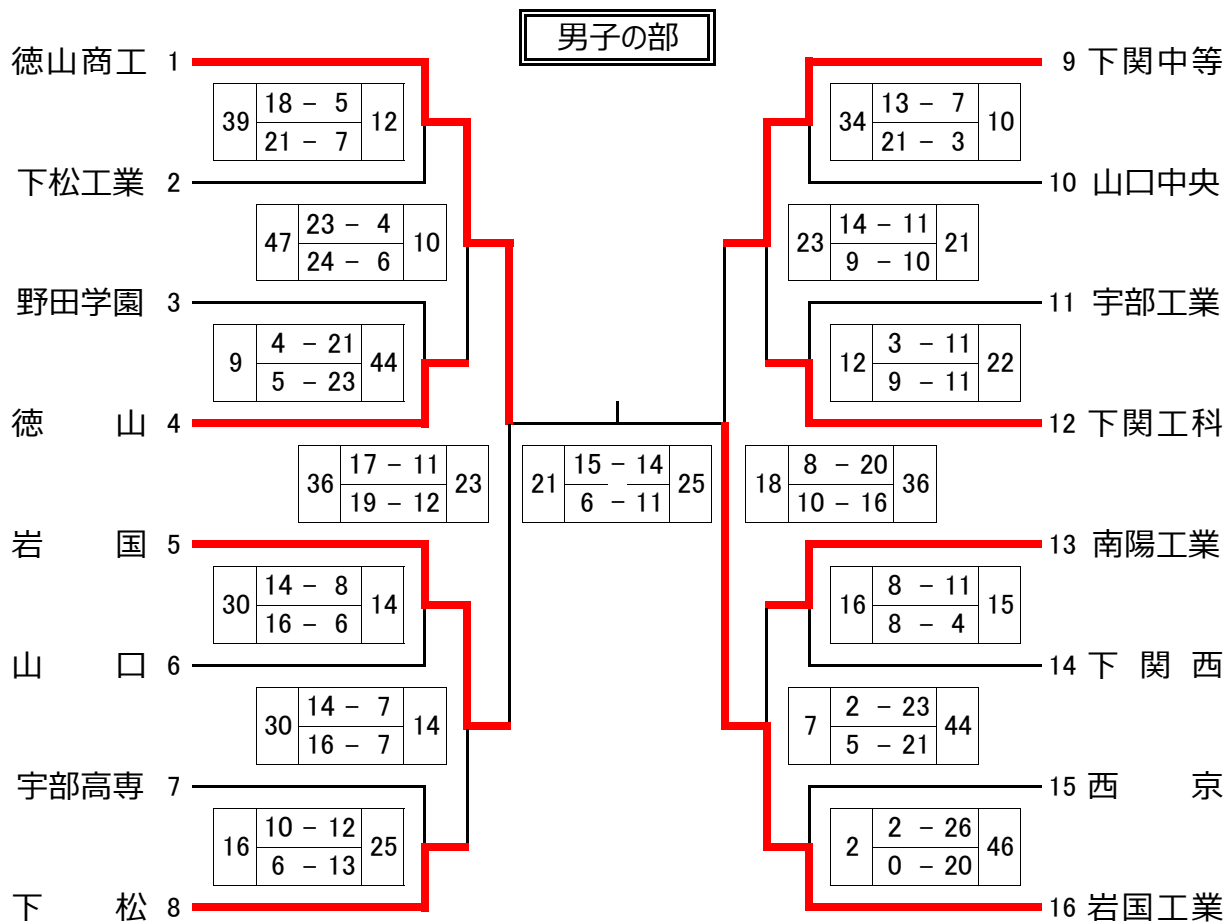 男子の部
徳山商工 1
39 18 - 5 12
21 - 7
下松工業 2
47 23 - 4 10
24 - 6
野田学園 3
9 4 - 21 44
5 - 23
徳山 4
36 17 - 11 23
19 - 12
岩国 5
30 14 - 8 14
16 - 6
山口 6
30 14 - 7 14
16 - 7
宇部高専 7
16 10 - 12 25
6 - 13
下松 8
21 15 - 14 25
6 - 11
9 下関中等
34 13 - 7 10
21 - 3
10 山口中央
23 14 - 11 21
9 - 10
11 宇部工業
12 3 - 11 22
9 - 11
12 下関工科
18 8 - 20 36
10 - 16
13 南陽工業
16 8 - 11 15
8 - 4
14 下関西
7 2 - 23 44
5 - 21
15 西京
2 2 - 26 46
0 - 20
16 岩国工業